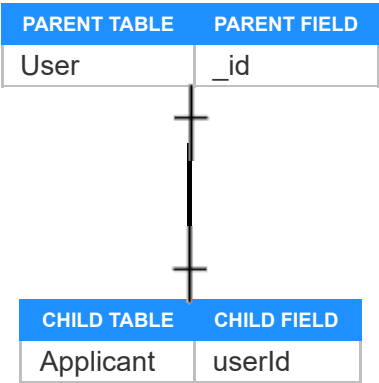 PARENT TABLE PARENT FIELD
User _id
CHILD TABLE CHILD FIELD
Applicant userId